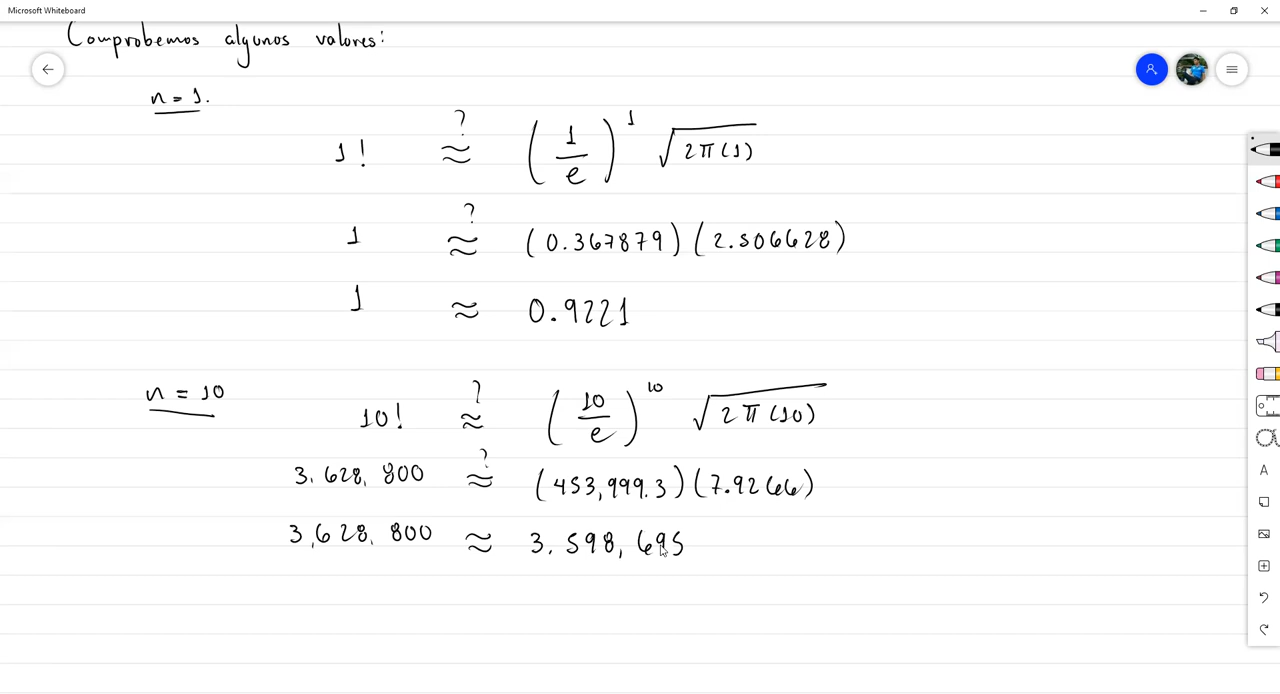 Microsoft Whiteboard
Comprobemos algunos valores:
n = 1.
1! ≈? (1/e)^1 √2π(1)
1 ≈? (0.367879)(2.506628)
1 ≈ 0.9221
n = 10
10! ≈? (10/e)^10 √2π(10)
3.628,800 ≈? (453,999.3)(7.9266)
3,628,800 ≈ 3.598,695
A